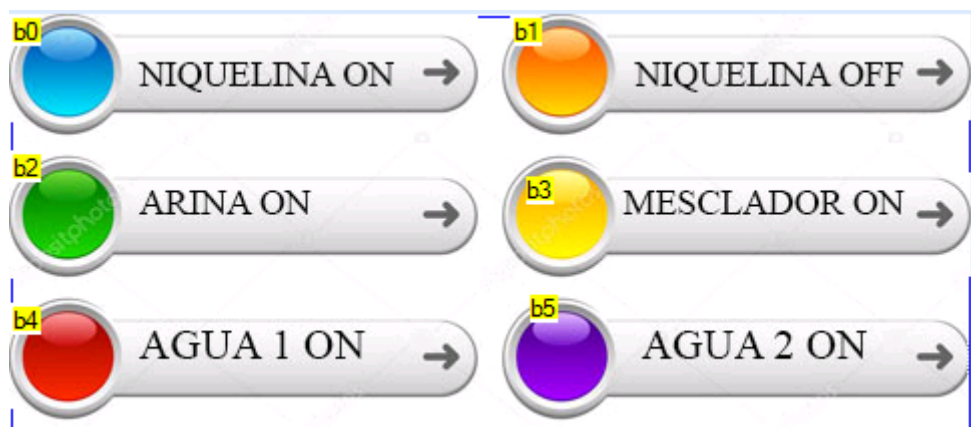 b0 NIQUELINA ON
b1 NIQUELINA OFF
b2 ARINA ON
b3 MESCLADOR ON
b4 AGUA 1 ON
b5 AGUA 2 ON